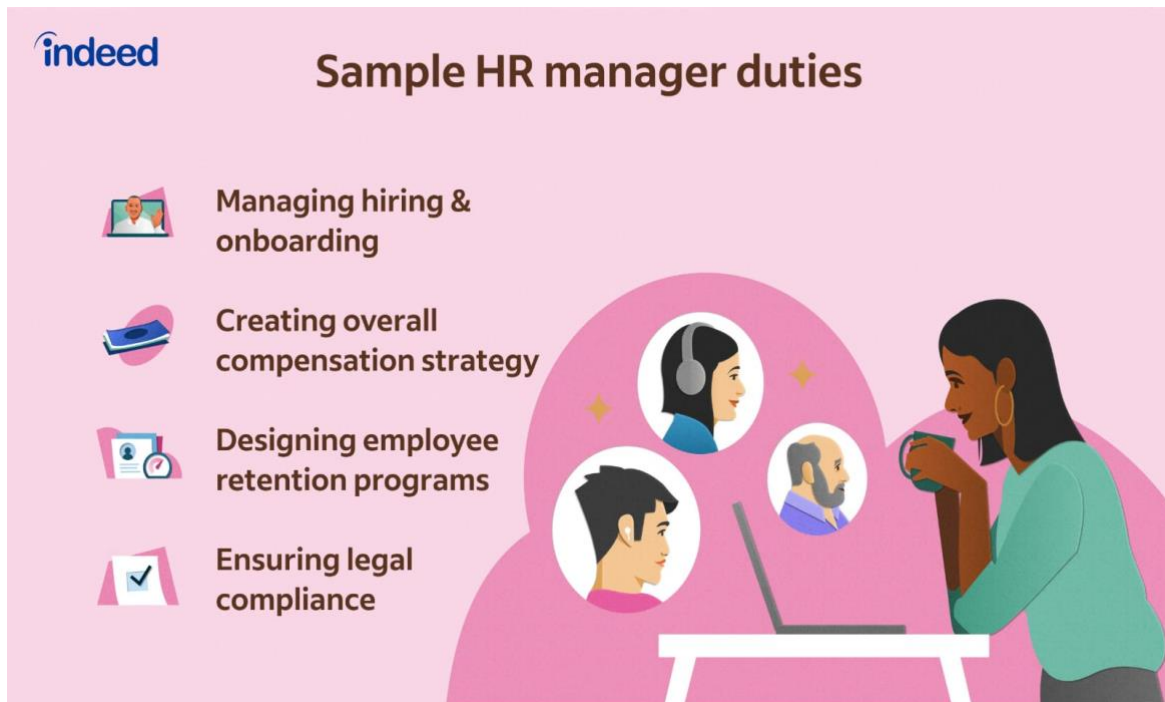 indeed
Sample HR manager duties
Managing hiring &
onboarding
Creating overall
compensation strategy
Designing employee
retention programs
Ensuring legal
compliance